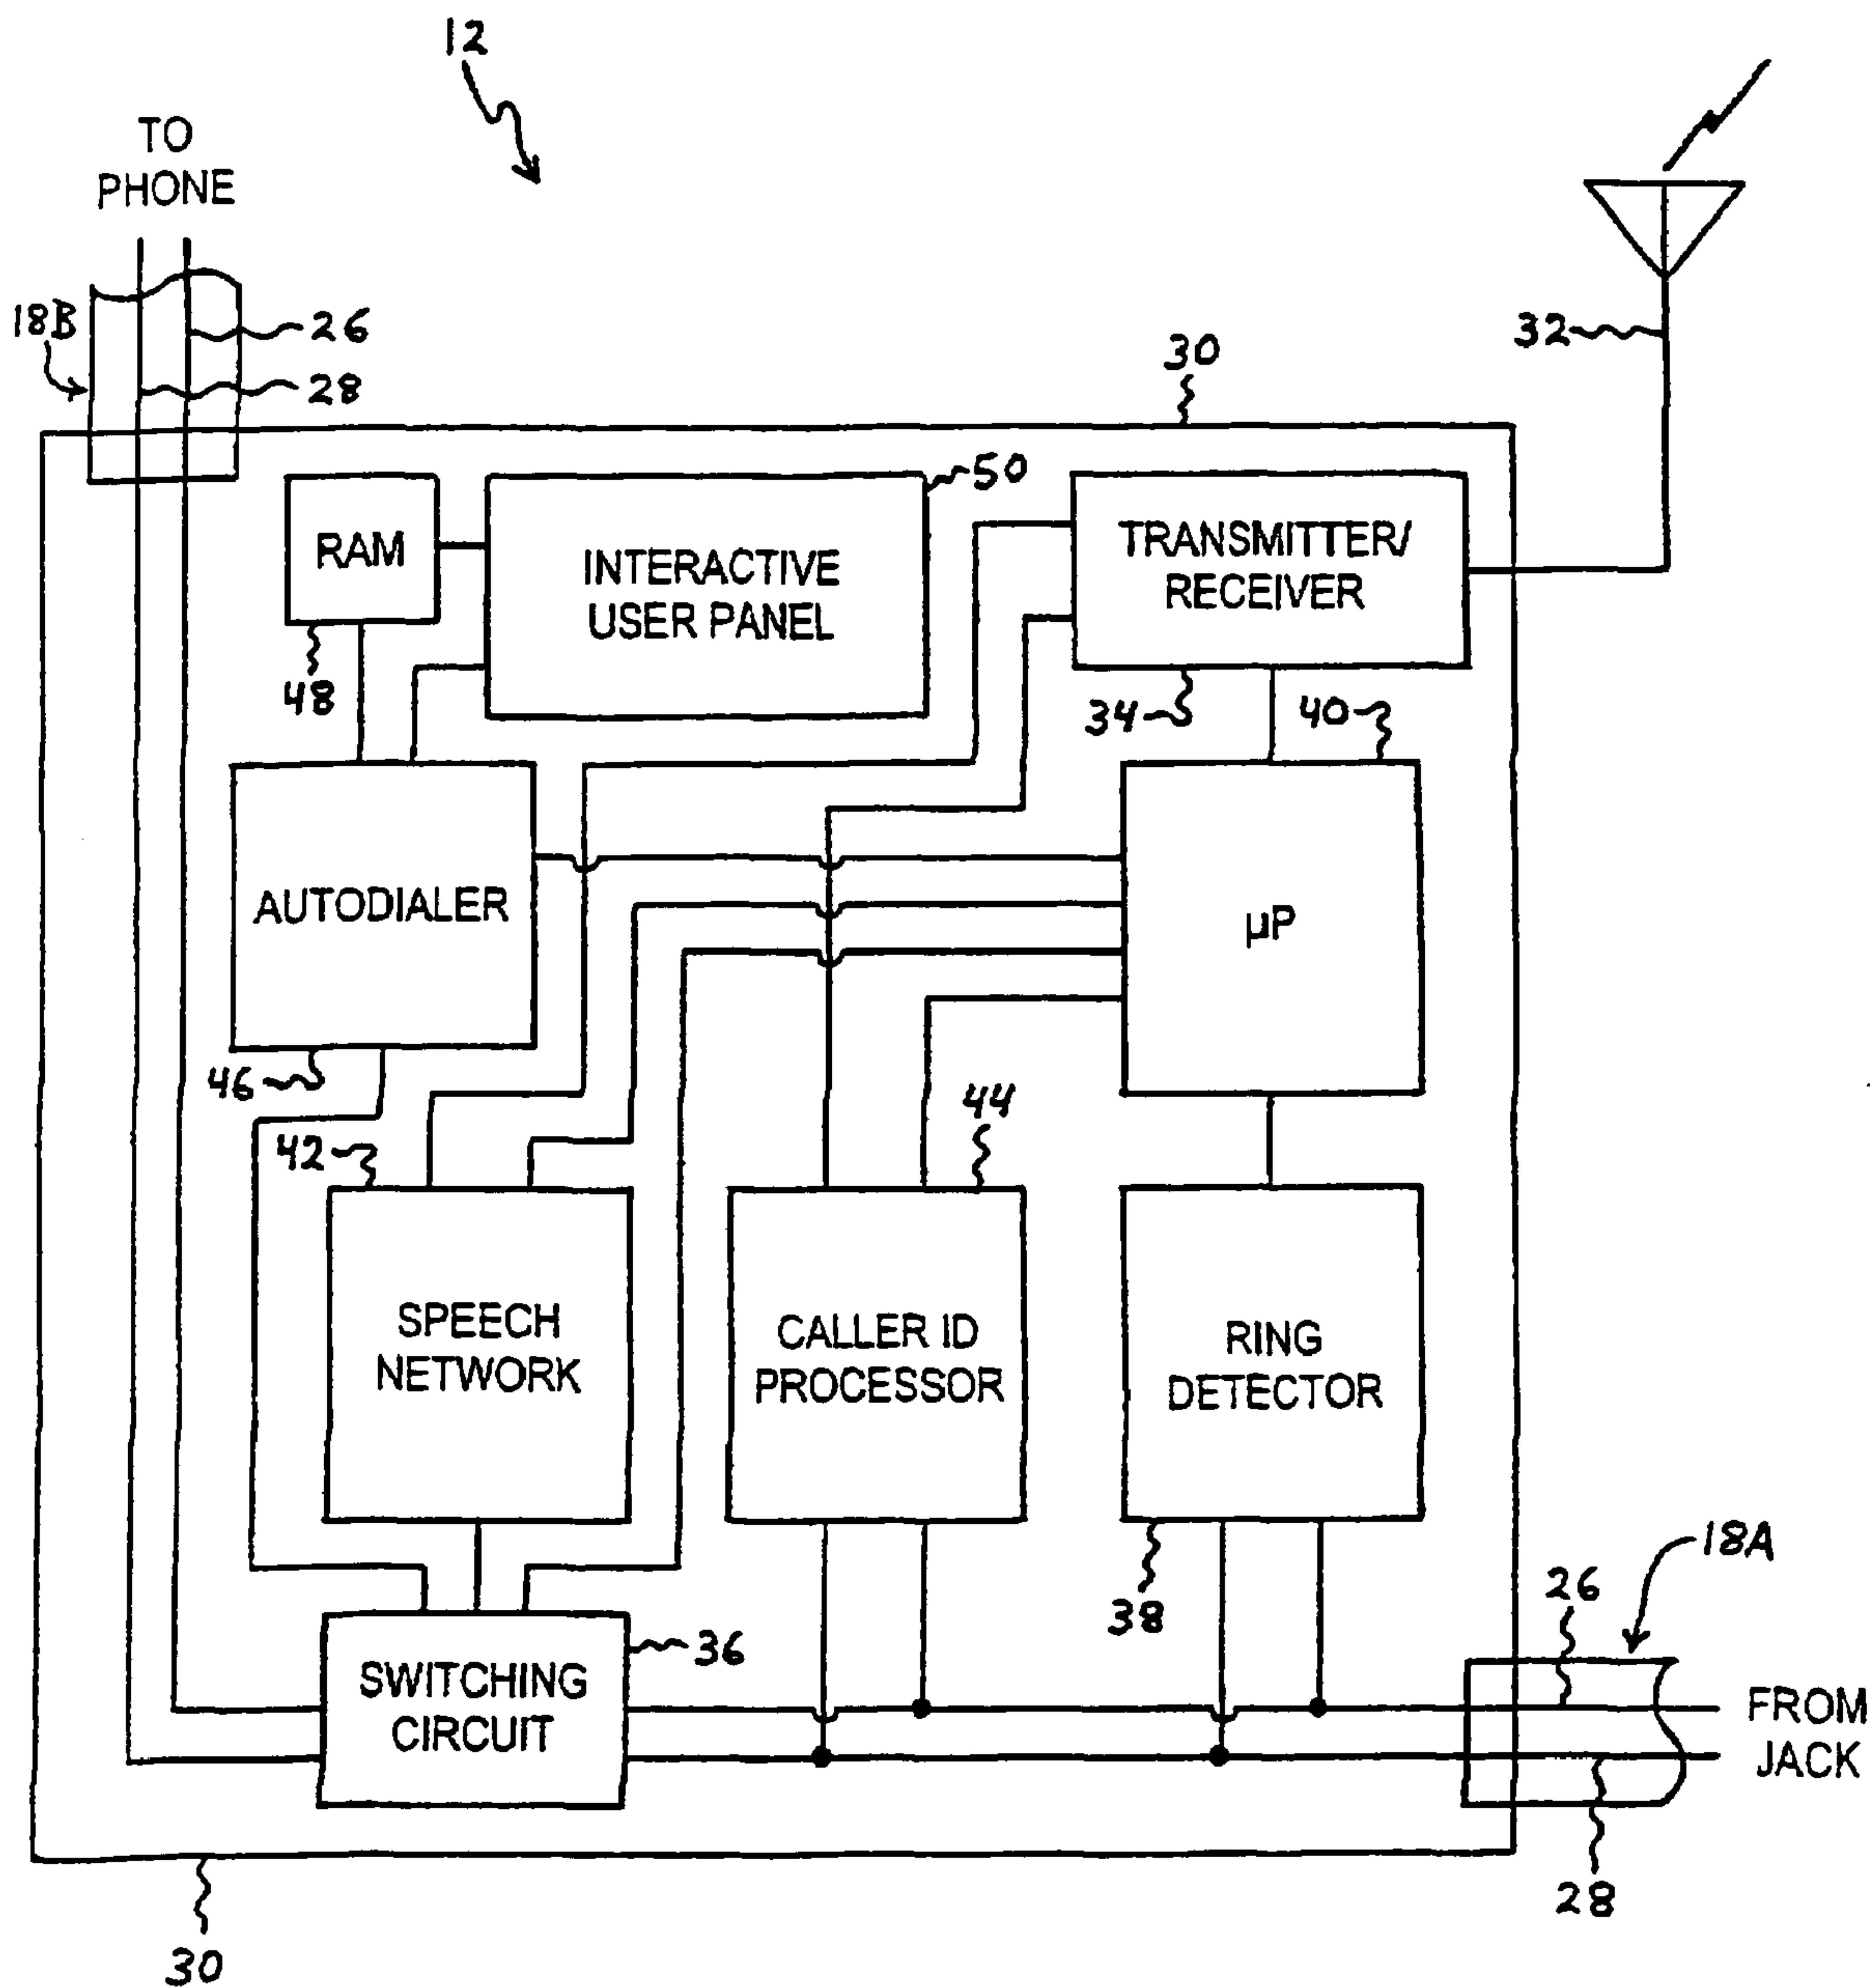 12
TO
PHONE
18B
26
28
30
32
RAM
48
50
INTERACTIVE
USER PANEL
TRANSMITTER/
RECEIVER
34
40
AUTODIALER
46
µP
42
44
SPEECH
NETWORK
CALLER ID
PROCESSOR
RING
DETECTOR
38
18A
26
36
SWITCHING
CIRCUIT
FROM
JACK
28
30